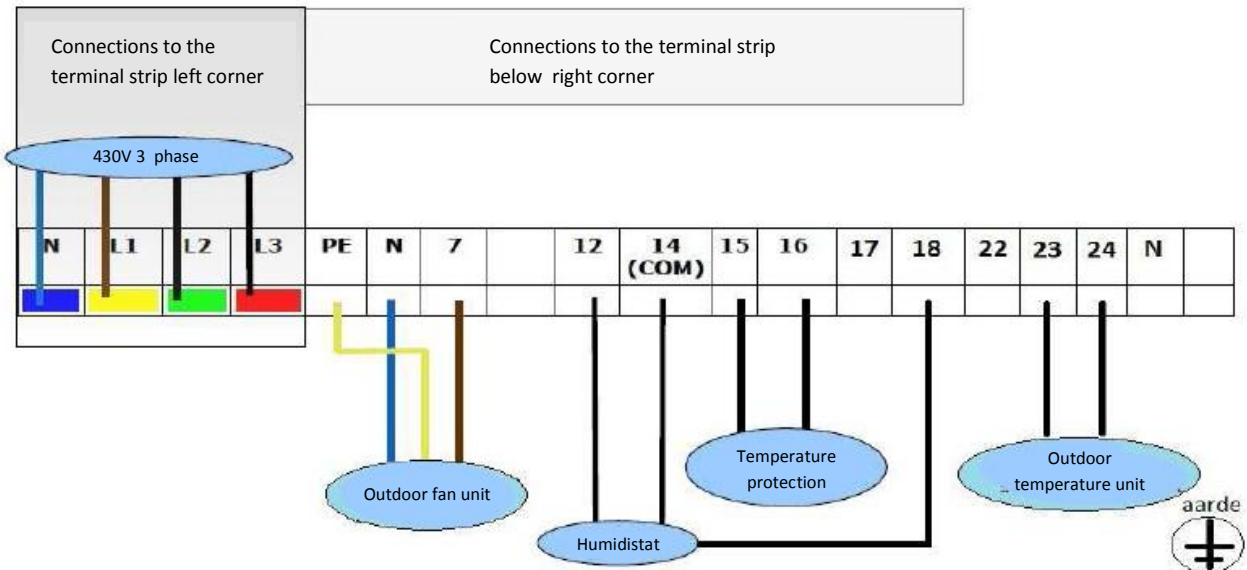 Connections to the
terminal strip left corner
Connections to the terminal strip
below right corner
430V 3 phase
N L1 L2 L3 PE N 7 12 14 15 16 17 18 22 23 24 N
(COM)
Temperature
protection
Outdoor
temperature unit
Outdoor fan unit
aarde
Humidistat